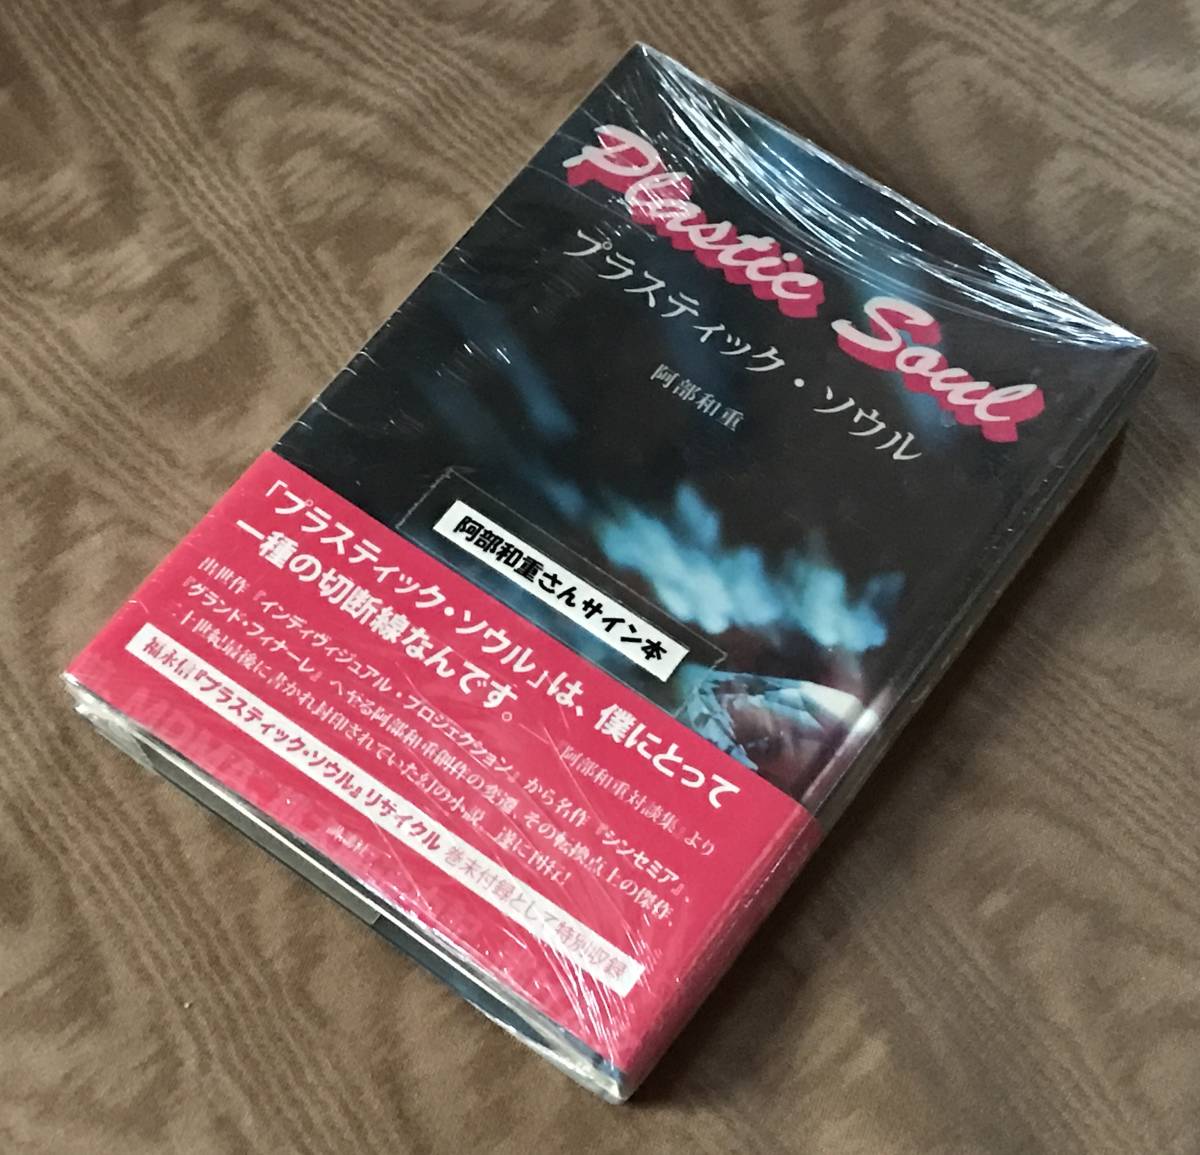 Plastic Soul
プラスティック・ソウル
阿部和重
阿部和重さんサイン本
「プラスティック・ソウル」は、僕にとって
一種の切断線なんです。
阿部和重対談集』より
出世作『インディヴィジュアル・プロジェクション』から名作『シンセミア』、
『グランド・フィナーレ』へ至る阿部和重創作の変遷、その転換点上の傑作、
二十世紀最後に書かれ封印されていた幻の小説、遂に刊行!
福永信『プラスティック・ソウル』リサイクル 巻末付録として特別収録